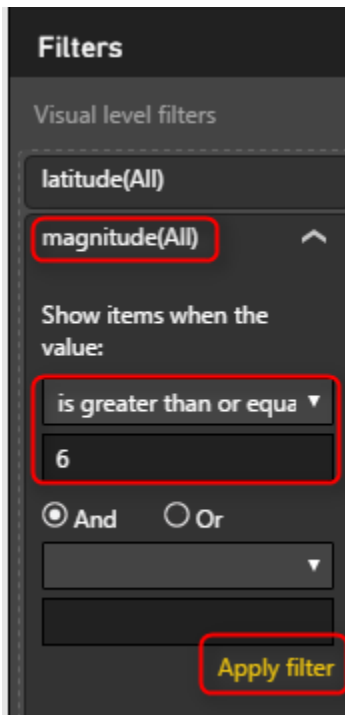 Filters
Visual level filters
latitude(All)
magnitude(All)
Show items when the
value:
is greater than or equa
6
And Or
Apply filter